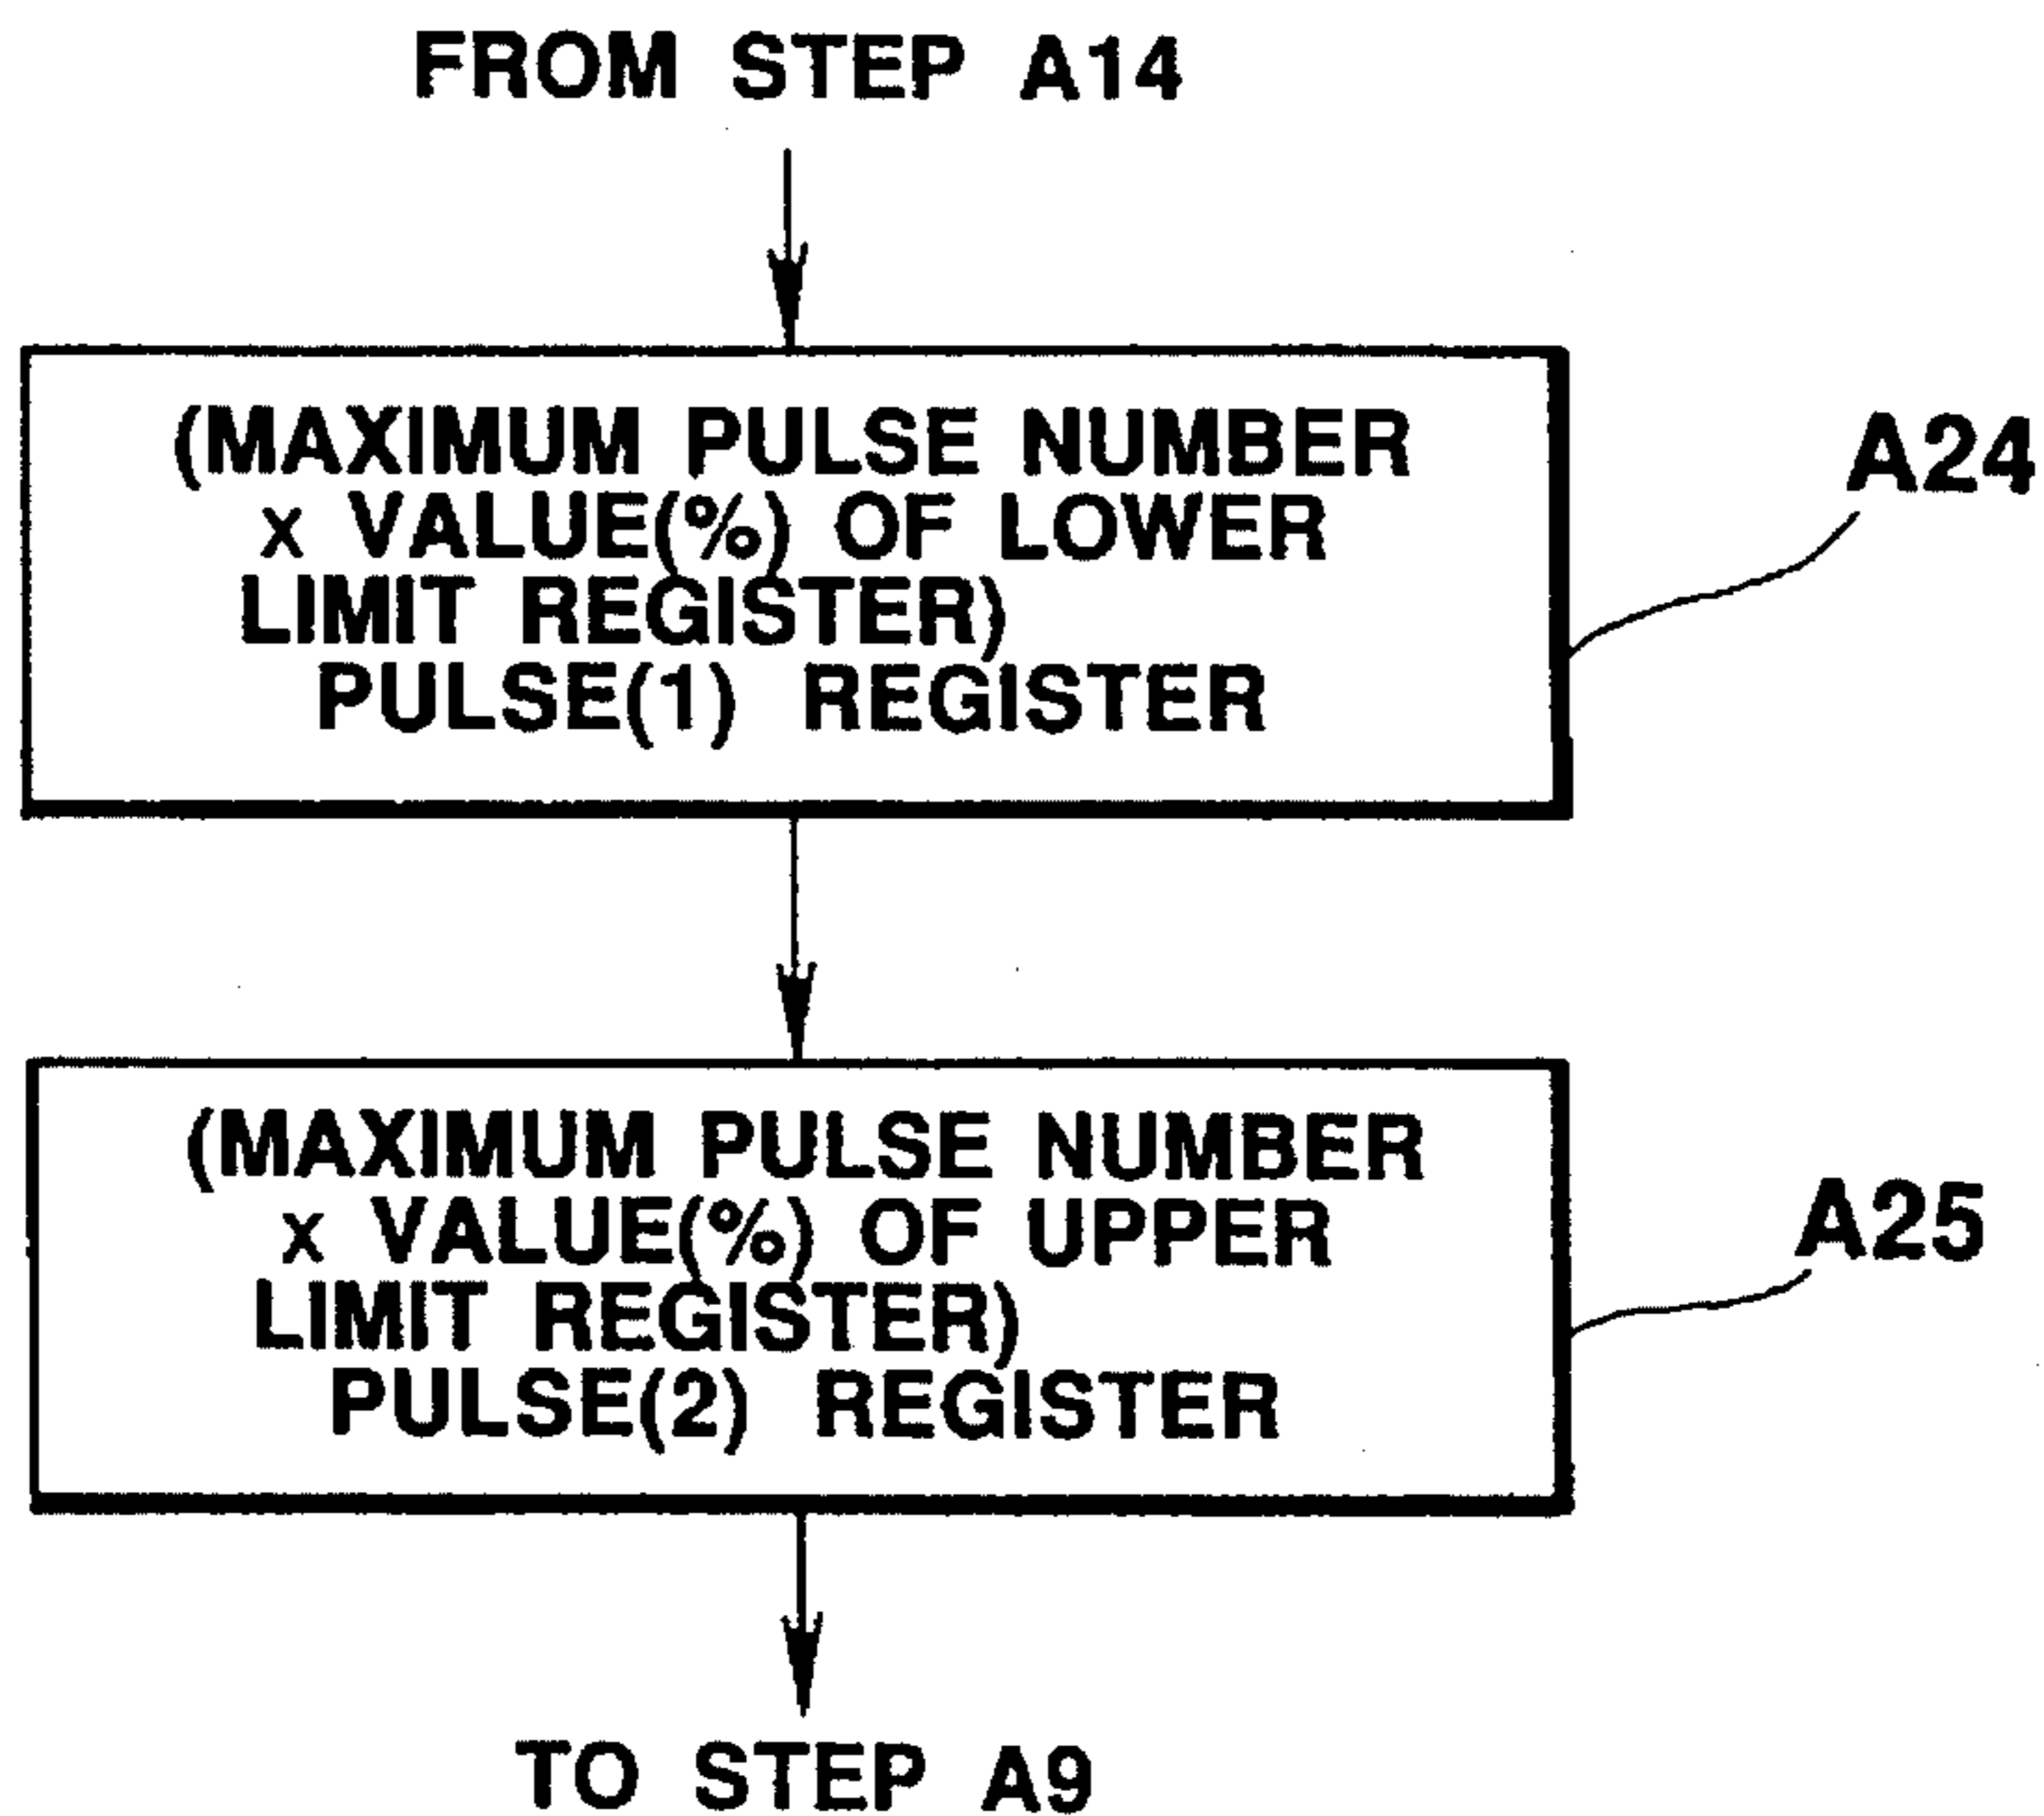 FROM STEP A14
(MAXIMUM PULSE NUMBER
x VALUE(%) OF LOWER
LIMIT REGISTER)
PULSE(1) REGISTER
A24
(MAXIMUM PULSE NUMBER
x VALUE(%) OF UPPER
LIMIT REGISTER)
PULSE(2) REGISTER
A25
TO STEP A9